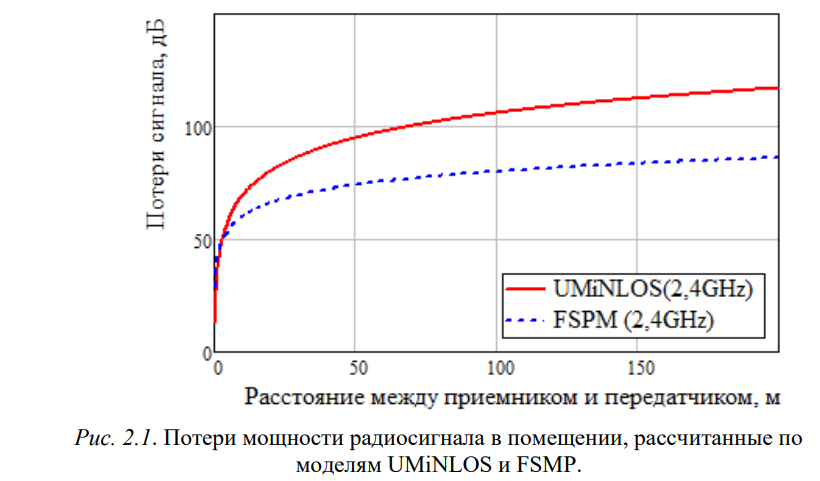 Потери сигнала, дБ
100
50
0
0
50
100
150
UMiNLOS(2,4GHz)
FSPM (2,4GHz)
Расстояние между приемником и передатчиком, м
Рис. 2.1. Потери мощности радиосигнала в помещении, рассчитанные по
моделям UMiNLOS и FSMP.